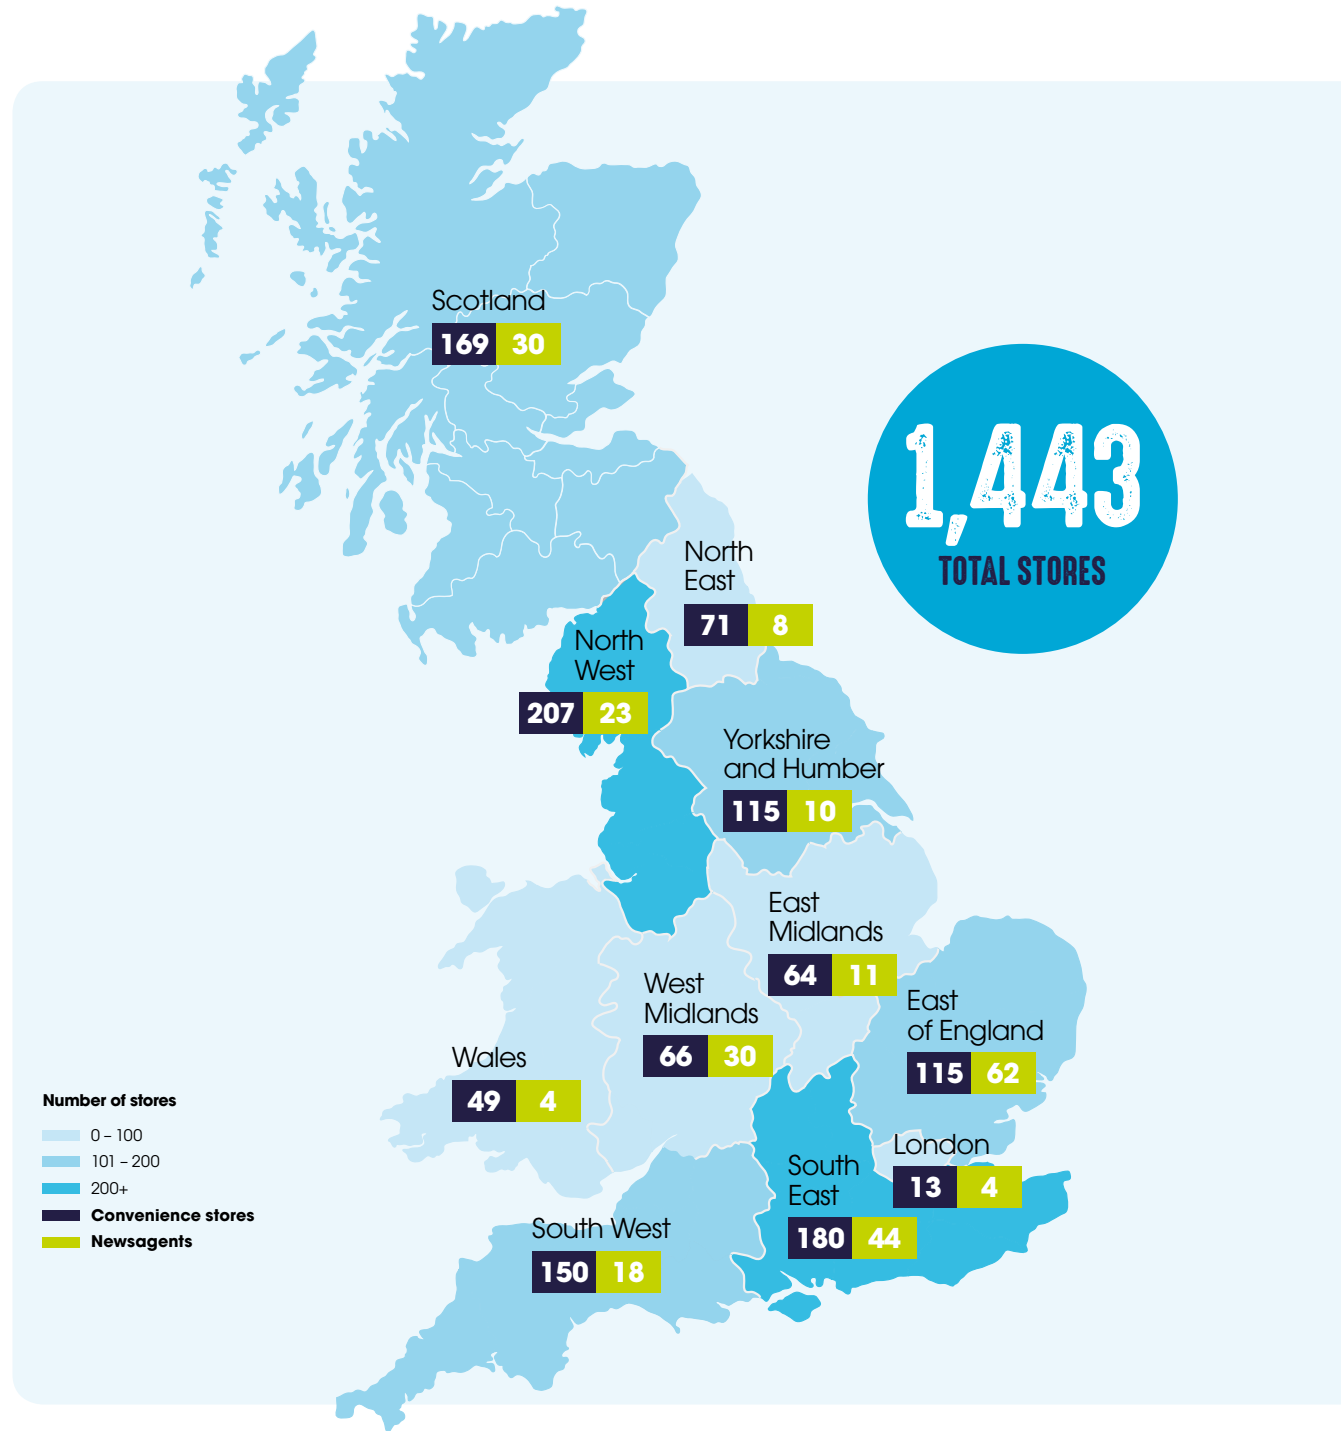 Scotland
169 30
1,443
TOTAL STORES
North
East
71 8
North
West
207 23
Yorkshire
and Humber
115 10
East
Midlands
64 11
West
Midlands
66 30
East
of England
115 62
Wales
49 4
London
13 4
South
East
180 44
South West
150 18
Number of stores
0 – 100
101 – 200
200+
Convenience stores
Newsagents